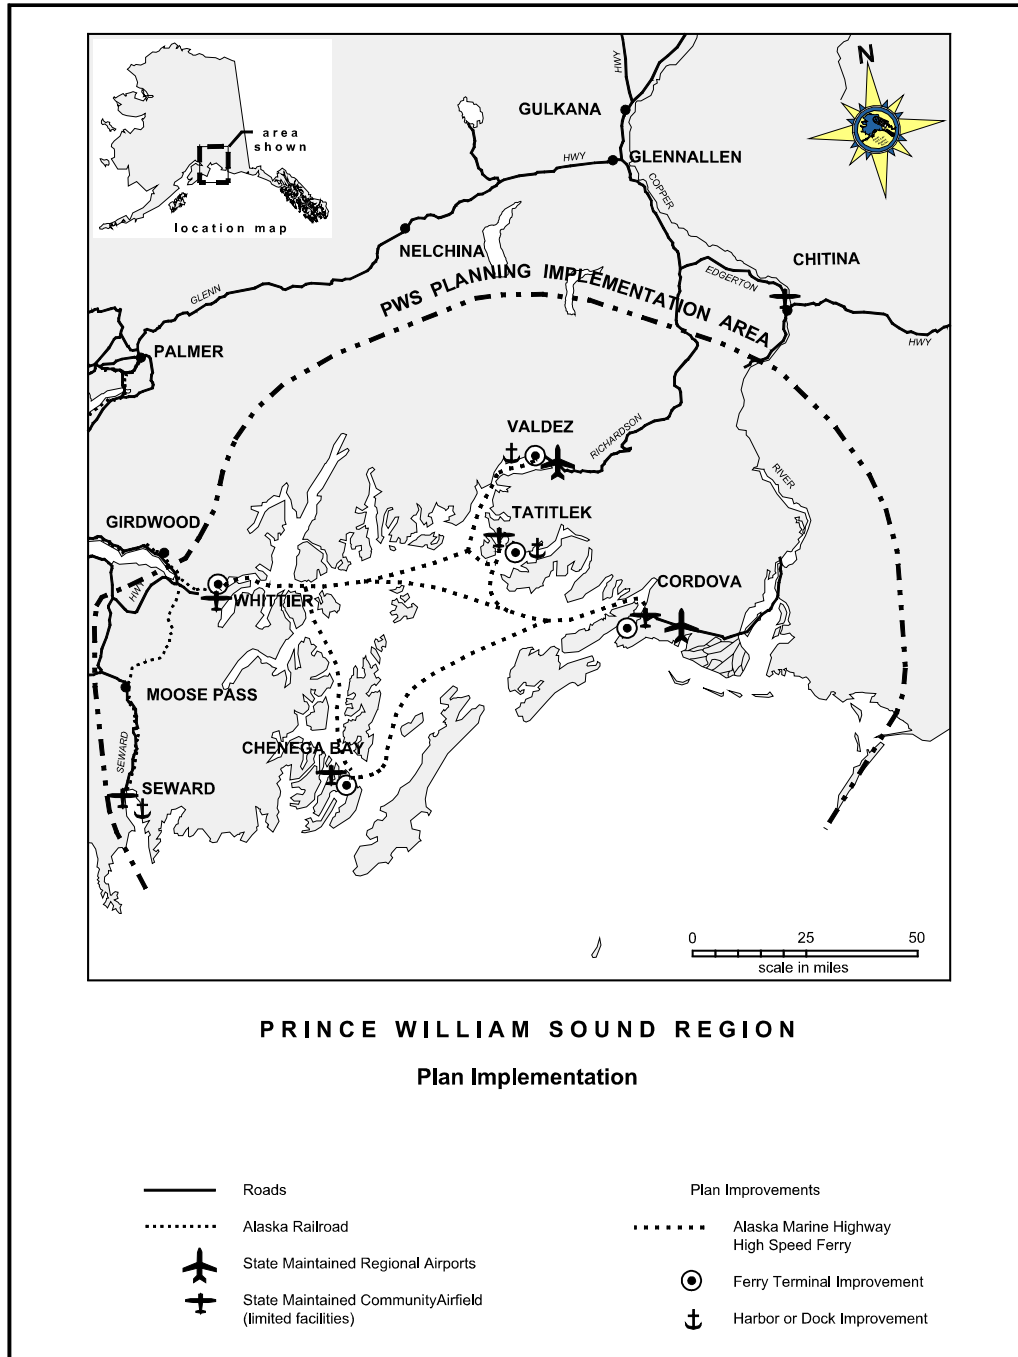 area
shown
location map
N
HWY
GULKANA
HWY
GLENNALLEN
COPPER
NELCHINA
CHITINA
EDGERTON
GLENN
PWS PLANNING IMPLEMENTATION AREA
HWY
PALMER
VALDEZ
RICHARDSON
RIVER
TATITLEK
GIRDWOOD
CORDOVA
HWY
WHITTIER
MOOSE PASS
SEWARD
CHENEGA BAY
SEWARD
0 25 50
scale in miles
PRINCE WILLIAM SOUND REGION
Plan Implementation
Roads
Alaska Railroad
State Maintained Regional Airports
State Maintained CommunityAirfield
(limited facilities)
Plan Improvements
Alaska Marine Highway
High Speed Ferry
Ferry Terminal Improvement
Harbor or Dock Improvement